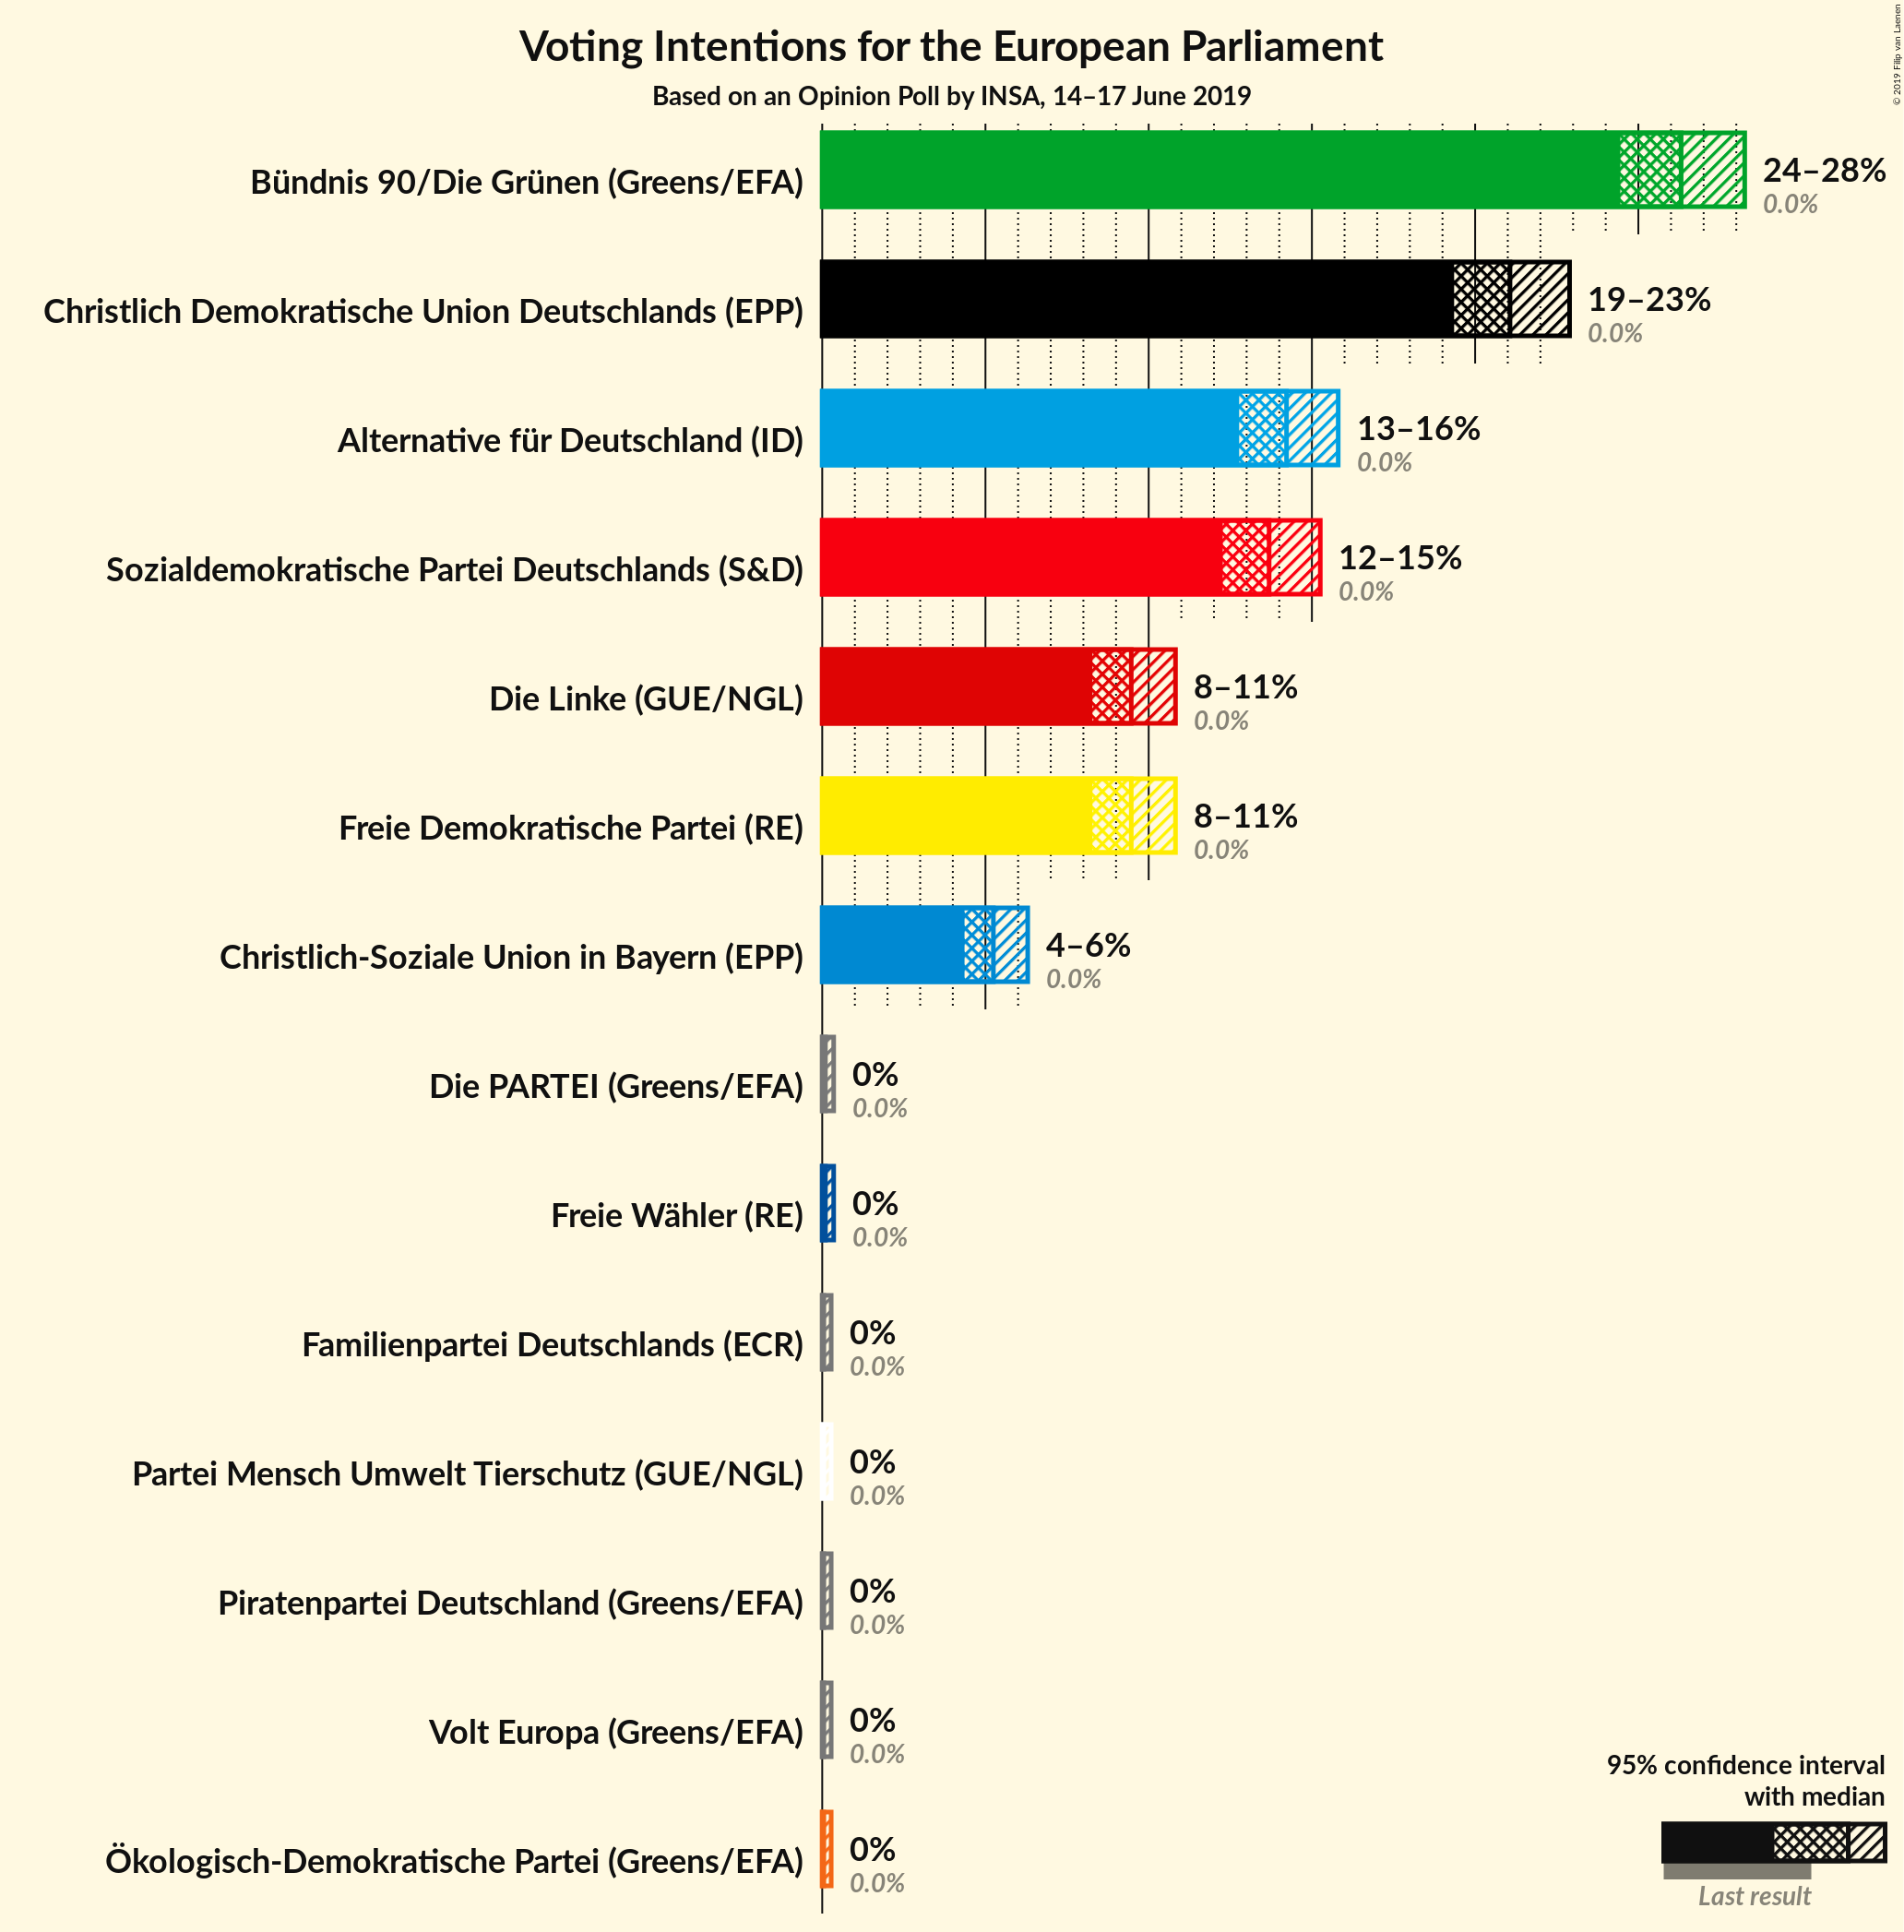 Voting Intentions for the European Parliament
Based on an Opinion Poll by INSA, 14–17 June 2019
© 2019 Filip van Laenen
Bündnis 90/Die Grünen (Greens/EFA)
24–28%
0.0%
Christlich Demokratische Union Deutschlands (EPP)
19–23%
0.0%
Alternative für Deutschland (ID)
13–16%
0.0%
Sozialdemokratische Partei Deutschlands (S&D)
12–15%
0.0%
Die Linke (GUE/NGL)
8–11%
0.0%
Freie Demokratische Partei (RE)
8–11%
0.0%
Christlich-Soziale Union in Bayern (EPP)
4–6%
0.0%
Die PARTEI (Greens/EFA)
0%
0.0%
Freie Wähler (RE)
0%
0.0%
Familienpartei Deutschlands (ECR)
0%
0.0%
Partei Mensch Umwelt Tierschutz (GUE/NGL)
0%
0.0%
Piratenpartei Deutschland (Greens/EFA)
0%
0.0%
Volt Europa (Greens/EFA)
0%
0.0%
Ökologisch-Demokratische Partei (Greens/EFA)
0%
0.0%
95% confidence interval
with median
Last result